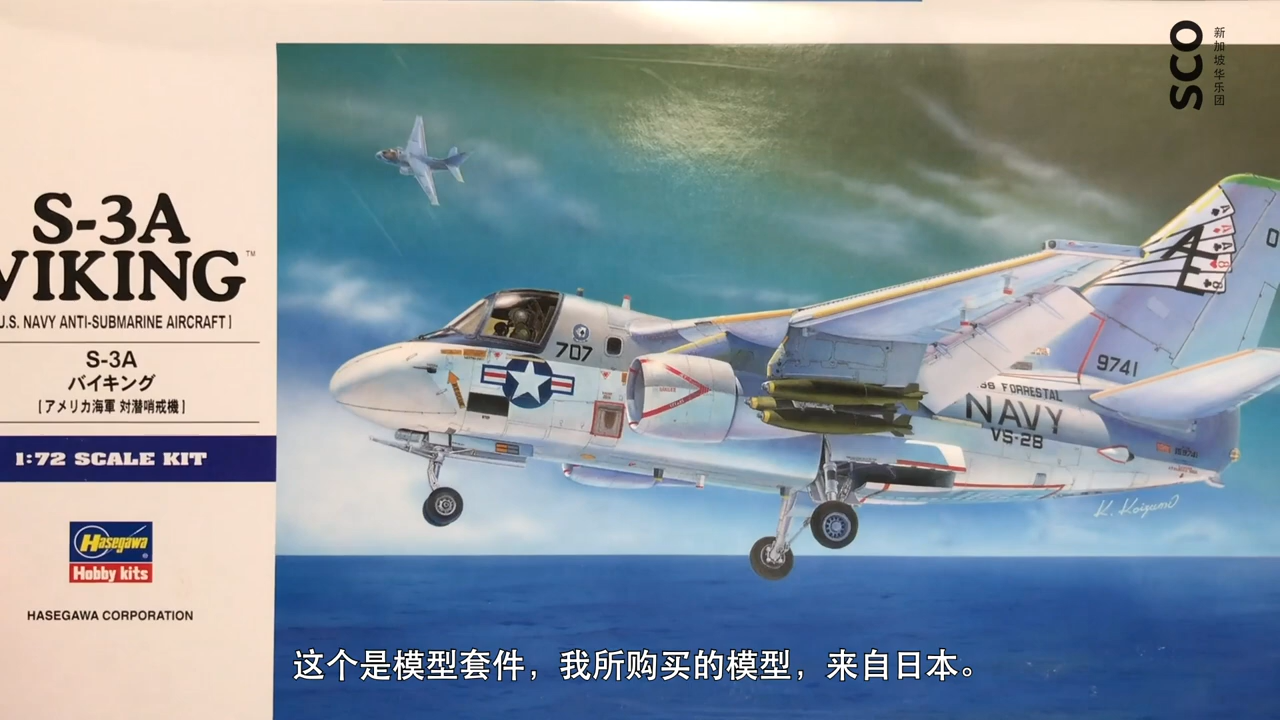 S-3A
VIKING™
U.S. NAVY ANTI-SUBMARINE AIRCRAFT]
S-3A
バイキング
[アメリカ海軍 対潜哨戒機]
1:72 SCALE KIT
Hasegawa®
Hobby kits
HASEGAWA CORPORATION
SCO
新加坡华乐团
707
AE
9741
FORRESTAL
NAVY
VS-28
K. Koizumi
这个是模型套件，我所购买的模型，来自日本。